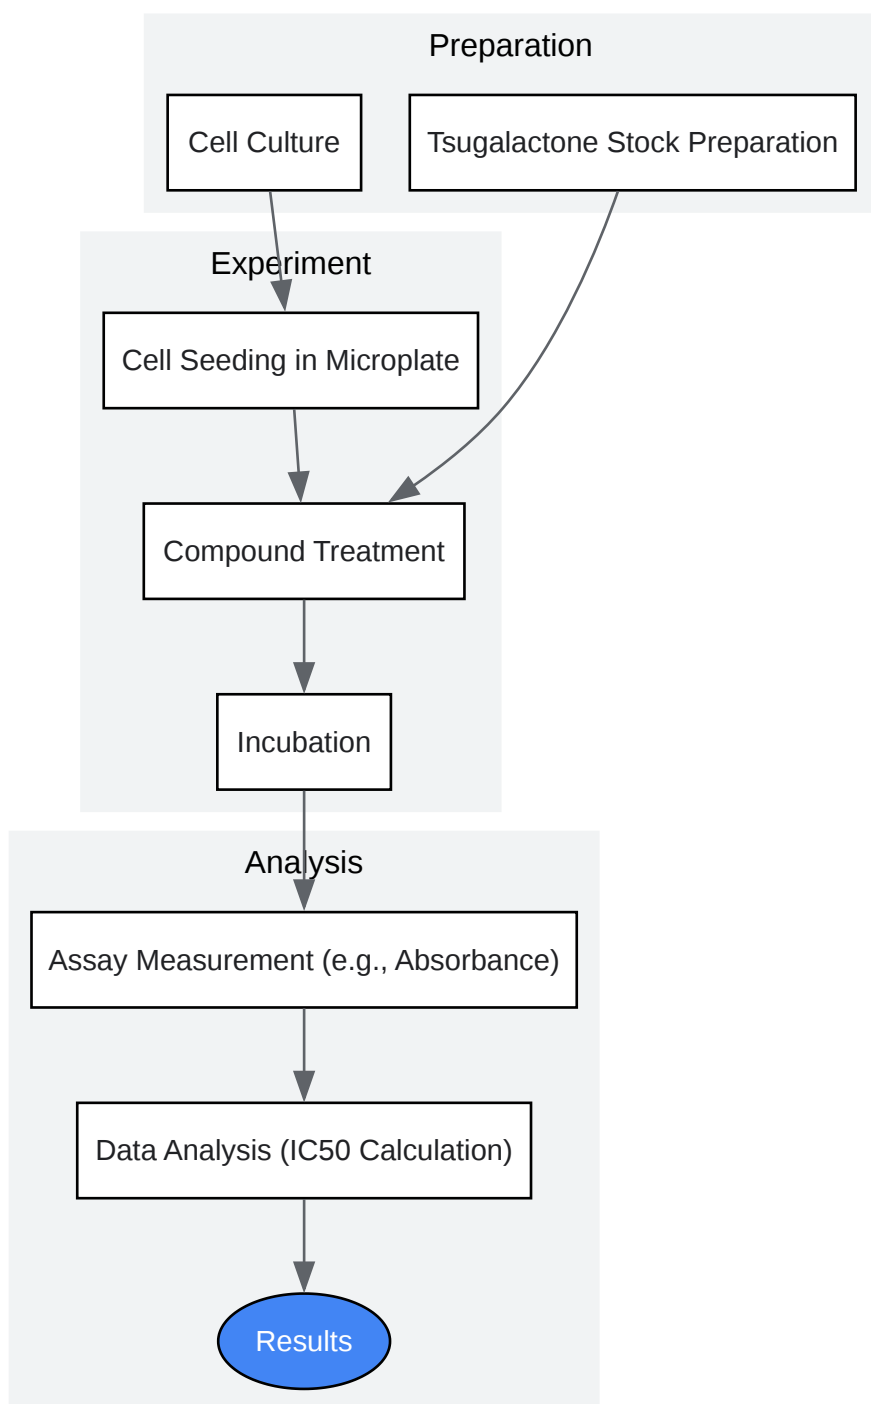 Preparation
Cell Culture
Tsugalactone Stock Preparation
Experiment
Cell Seeding in Microplate
Compound Treatment
Incubation
Analysis
Assay Measurement (e.g., Absorbance)
Data Analysis (IC50 Calculation)
Results